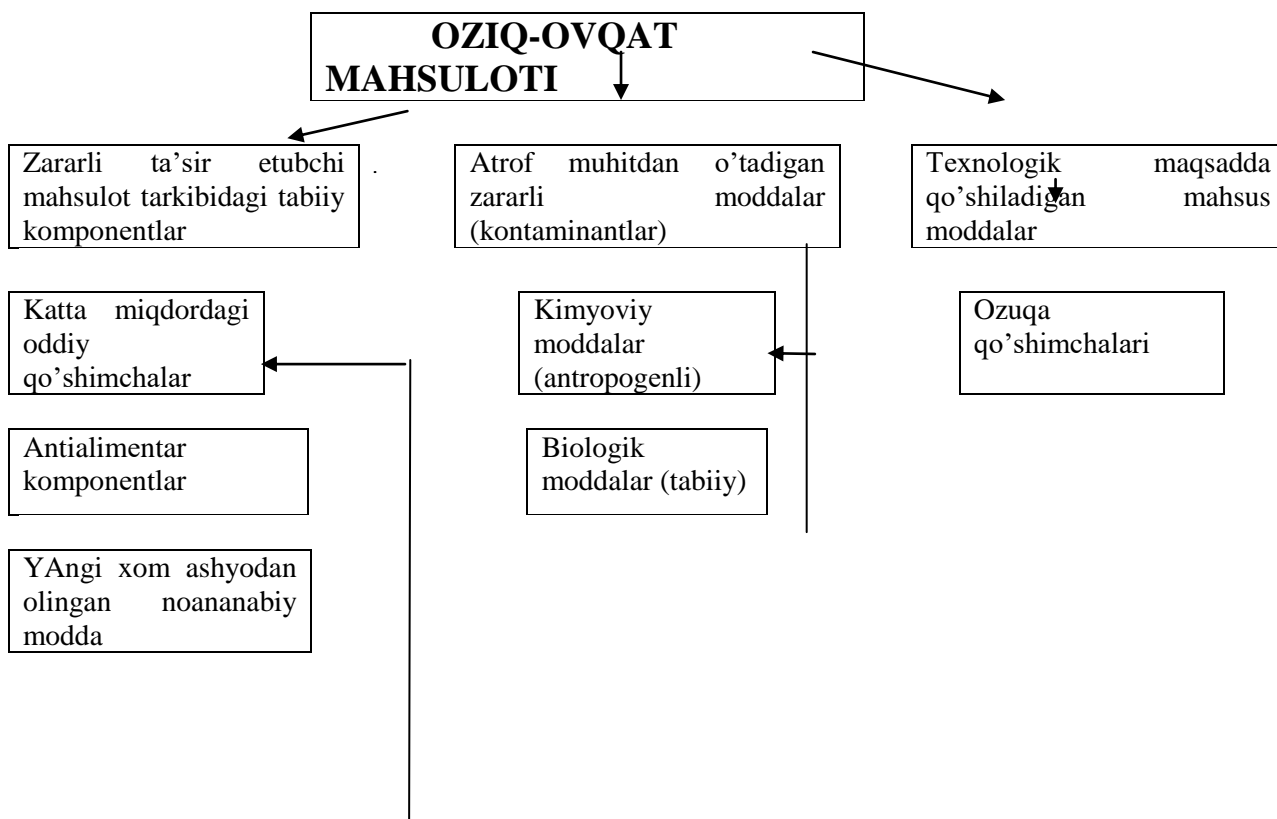 OZIQ-OVQAT
MAHSULOTI
Zararli ta’sir etubchi
mahsulot tarkibidagi tabiiy
komponentlar
.
Atrof muhitdan o’tadigan
zararli moddalar
(kontaminantlar)
Texnologik maqsadda
qo’shiladigan mahsus
moddalar
Katta miqdordagi
oddiy
qo’shimchalar
Kimyoviy
moddalar
(antropogenli)
Ozuqa
qo’shimchalari
Antialimentar
komponentlar
Biologik
moddalar (tabiiy)
YAngi xom ashyodan
olingan noananabiy
modda